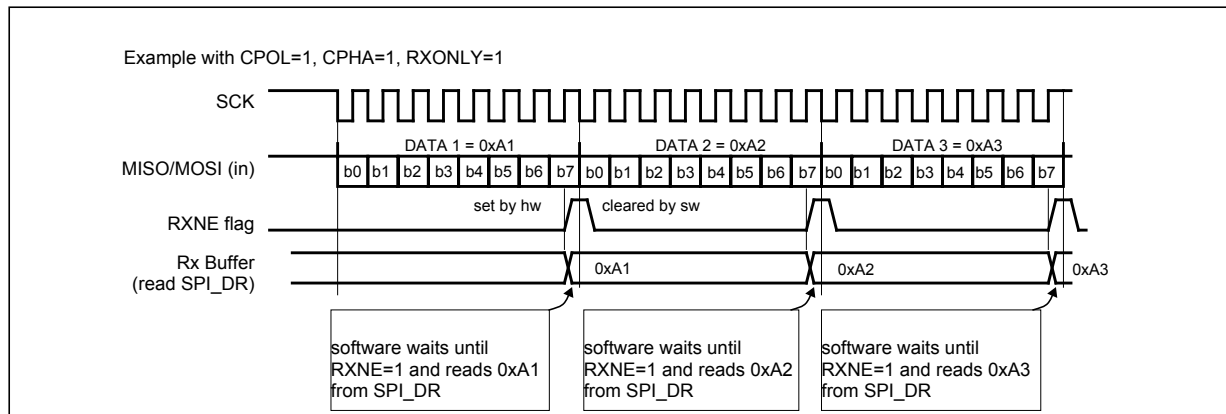 Example with CPOL=1, CPHA=1, RXONLY=1
SCK
DATA 1 = 0xA1 DATA 2 = 0xA2 DATA 3 = 0xA3
MISO/MOSI (in) b0 b1 b2 b3 b4 b5 b6 b7 b0 b1 b2 b3 b4 b5 b6 b7 b0 b1 b2 b3 b4 b5 b6 b7
set by hw cleared by sw
RXNE flag
Rx Buffer
(read SPI_DR)
0xA1 0xA2 0xA3
software waits until
RXNE=1 and reads 0xA1
from SPI_DR
software waits until
RXNE=1 and reads 0xA2
from SPI_DR
software waits until
RXNE=1 and reads 0xA3
from SPI_DR